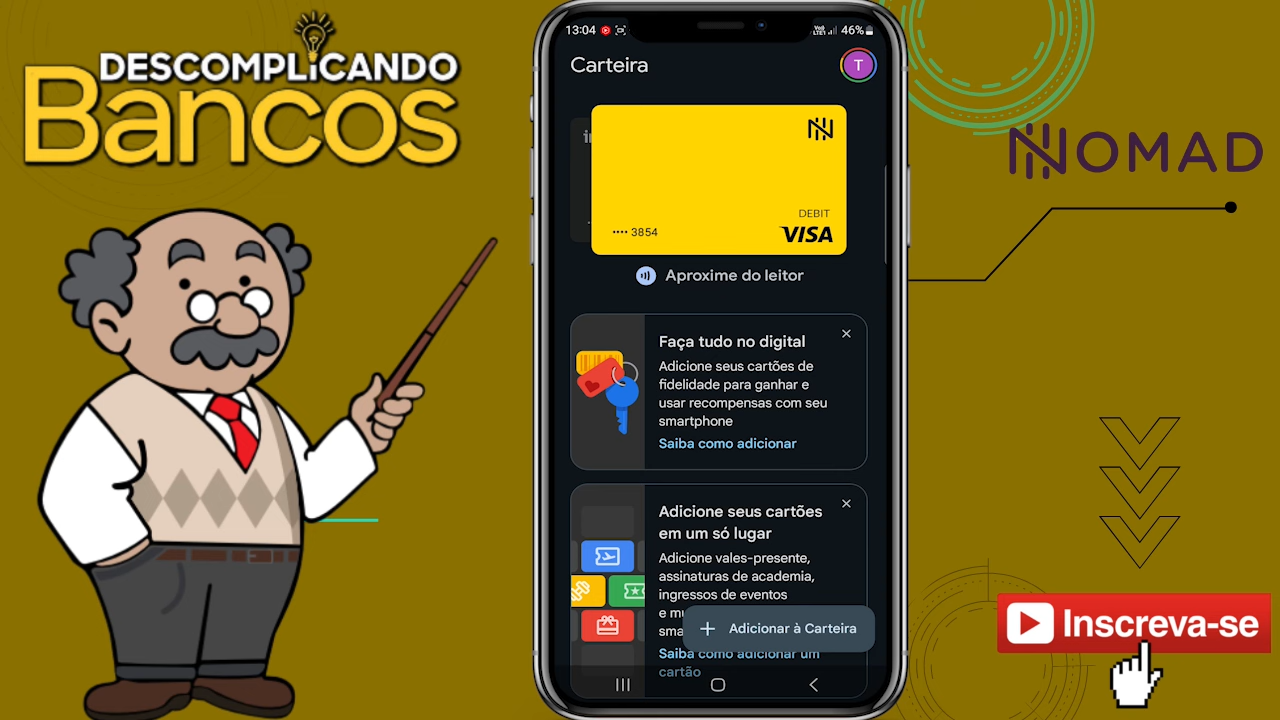 DESCOMPLiCANDO
Bancos
13:04
46%
Carteira
T
DEBIT
•••• 3854
VISA
Aproxime do leitor
Faça tudo no digital
Adicione seus cartões de
fidelidade para ganhar e
usar recompensas com seu
smartphone
Saiba como adicionar
Adicione seus cartões
em um só lugar
Adicione vales-presente,
assinaturas de academia,
ingressos de eventos
e mu
sma
Adicionar à Carteira
Saiba como adicionar um
cartão
NOMAD
Inscreva-se